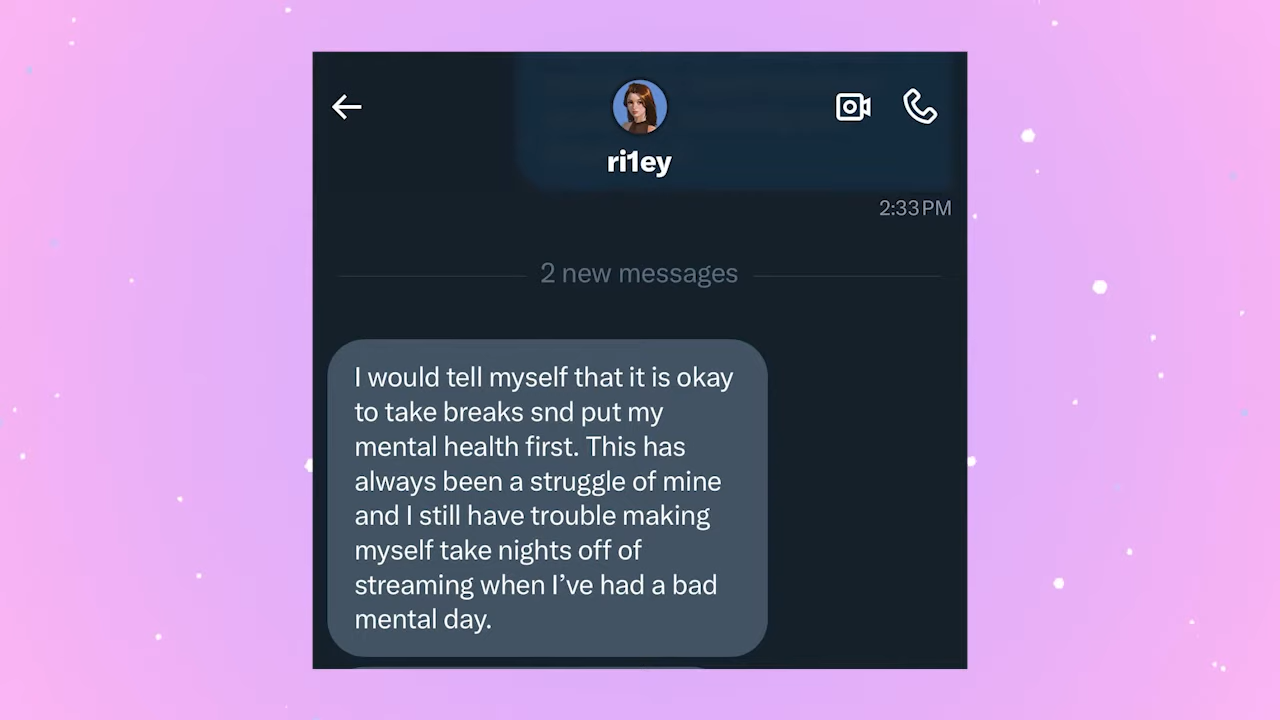 ri1ey
2:33 PM
2 new messages
I would tell myself that it is okay
to take breaks snd put my
mental health first. This has
always been a struggle of mine
and I still have trouble making
myself take nights off of
streaming when I’ve had a bad
mental day.